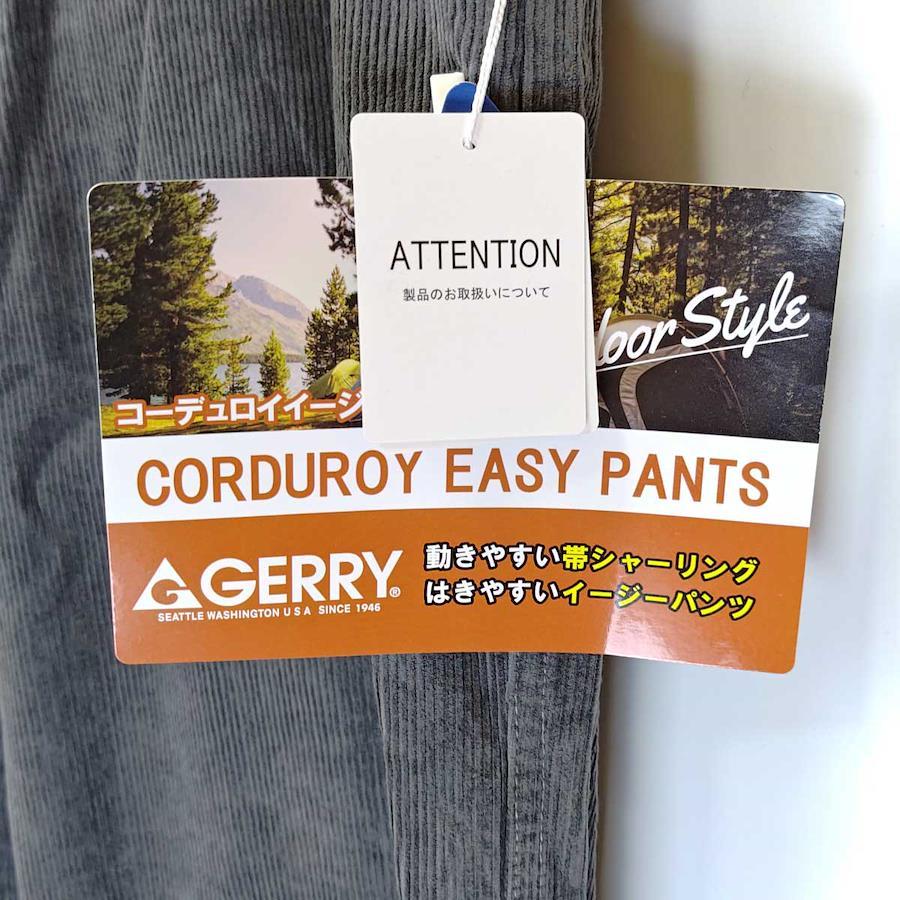 ATTENTION
製品のお取扱いについて
Style
コーデュロイイージ
CORDUROY EASY PANTS
GERRY®
SEATTLE WASHINGTON U S A SINCE 1946
動きやすい帯シャーリング
はきやすいイージーパンツ